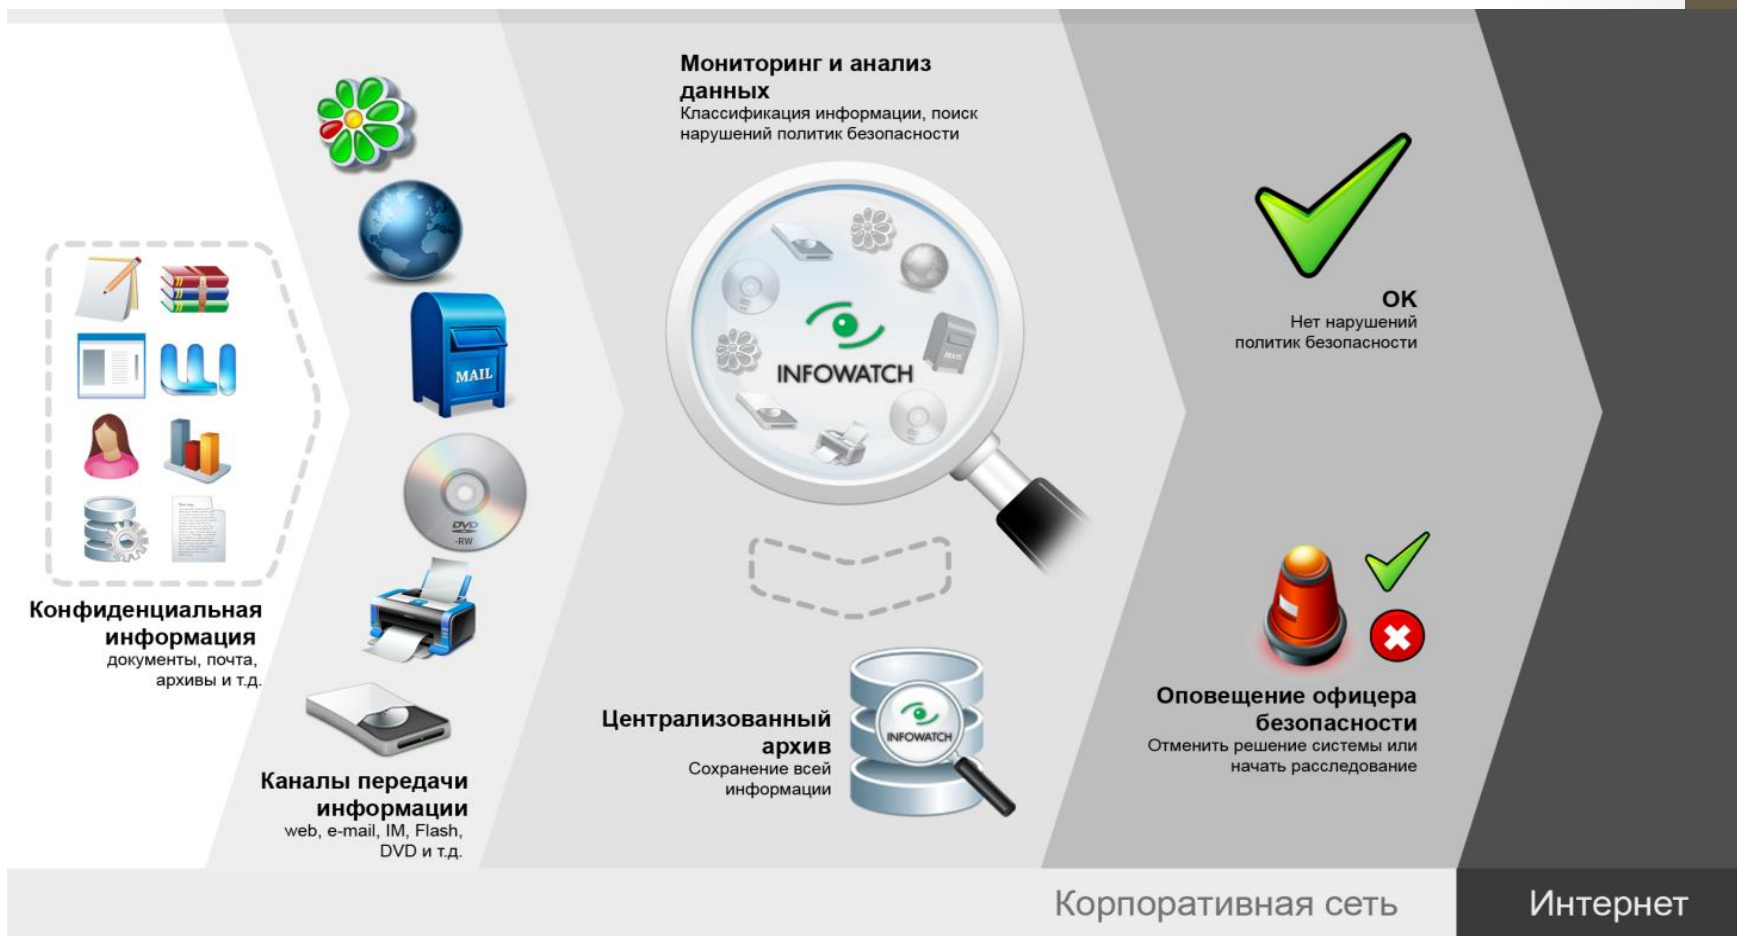 Конфиденциальная
информация
документы, почта,
архивы и т.д.
MAIL
DVD
-RW
Каналы передачи
информации
web, e-mail, IM, Flash,
DVD и т.д.
Мониторинг и анализ
данных
Классификация информации, поиск
нарушений политик безопасности
MAIL
INFOWATCH
Централизованный
архив
Сохранение всей
информации
INFOWATCH
OK
Нет нарушений
политик безопасности
Оповещение офицера
безопасности
Отменить решение системы или
начать расследование
Корпоративная сеть
Интернет